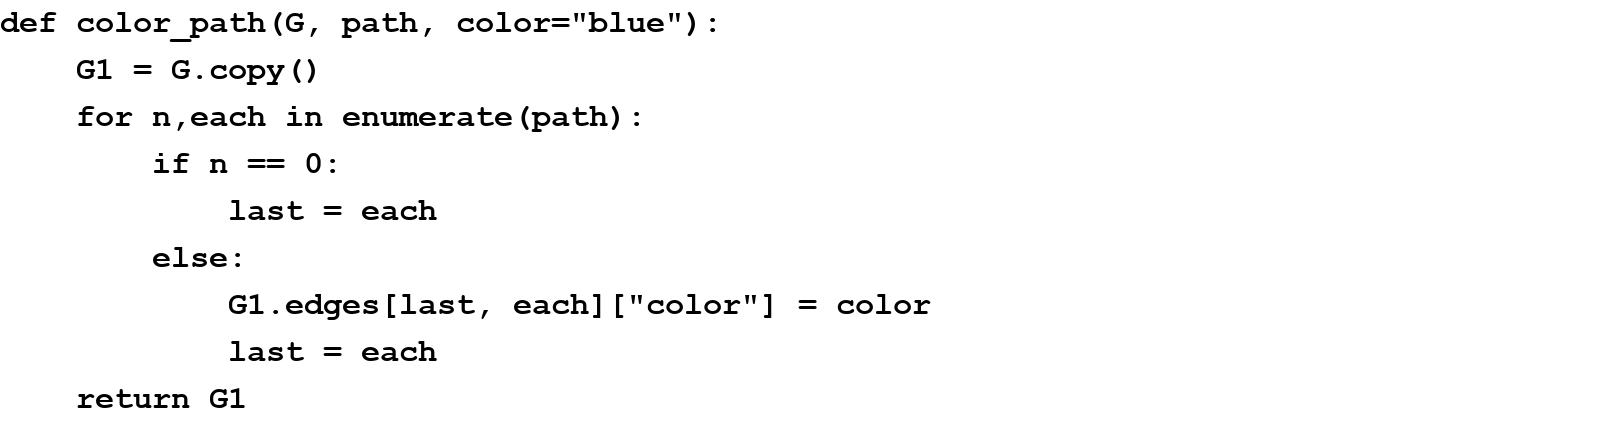 def color_path(G, path, color="blue"):
    G1 = G.copy()
    for n,each in enumerate(path):
        if n == 0:
            last = each
        else:
            G1.edges[last, each]["color"] = color
            last = each
    return G1